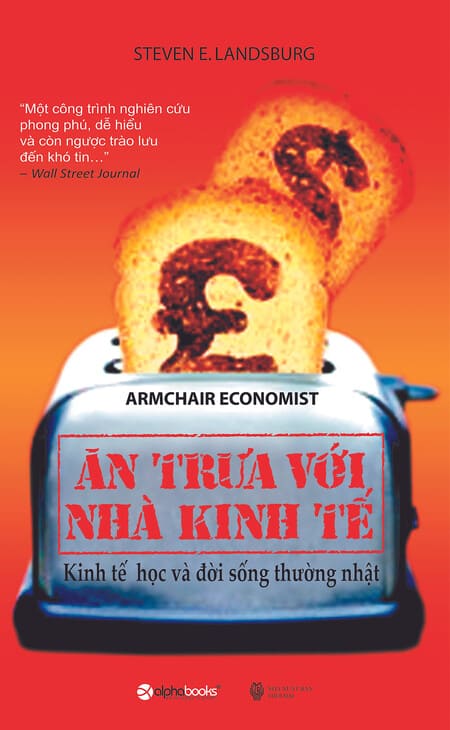 STEVEN E. LANDSBURG
“Một công trình nghiên cứu
phong phú, dễ hiểu
và còn ngược trào lưu
đến khó tin...”
– Wall Street Journal
$
£
ARMCHAIR ECONOMIST
ĂN TRƯA VỚI
NHÀ KINH TẾ
Kinh tế học và đời sống thường nhật
alphabooks